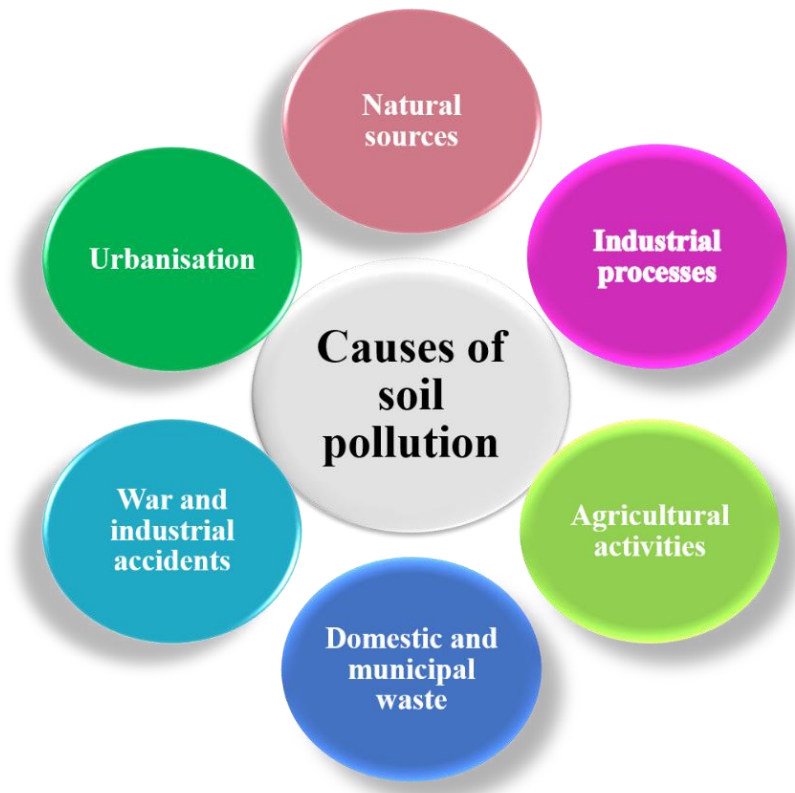 Natural
sources
Industrial
processes
Agricultural
activities
Domestic and
municipal
waste
War and
industrial
accidents
Urbanisation
Causes of
soil
pollution